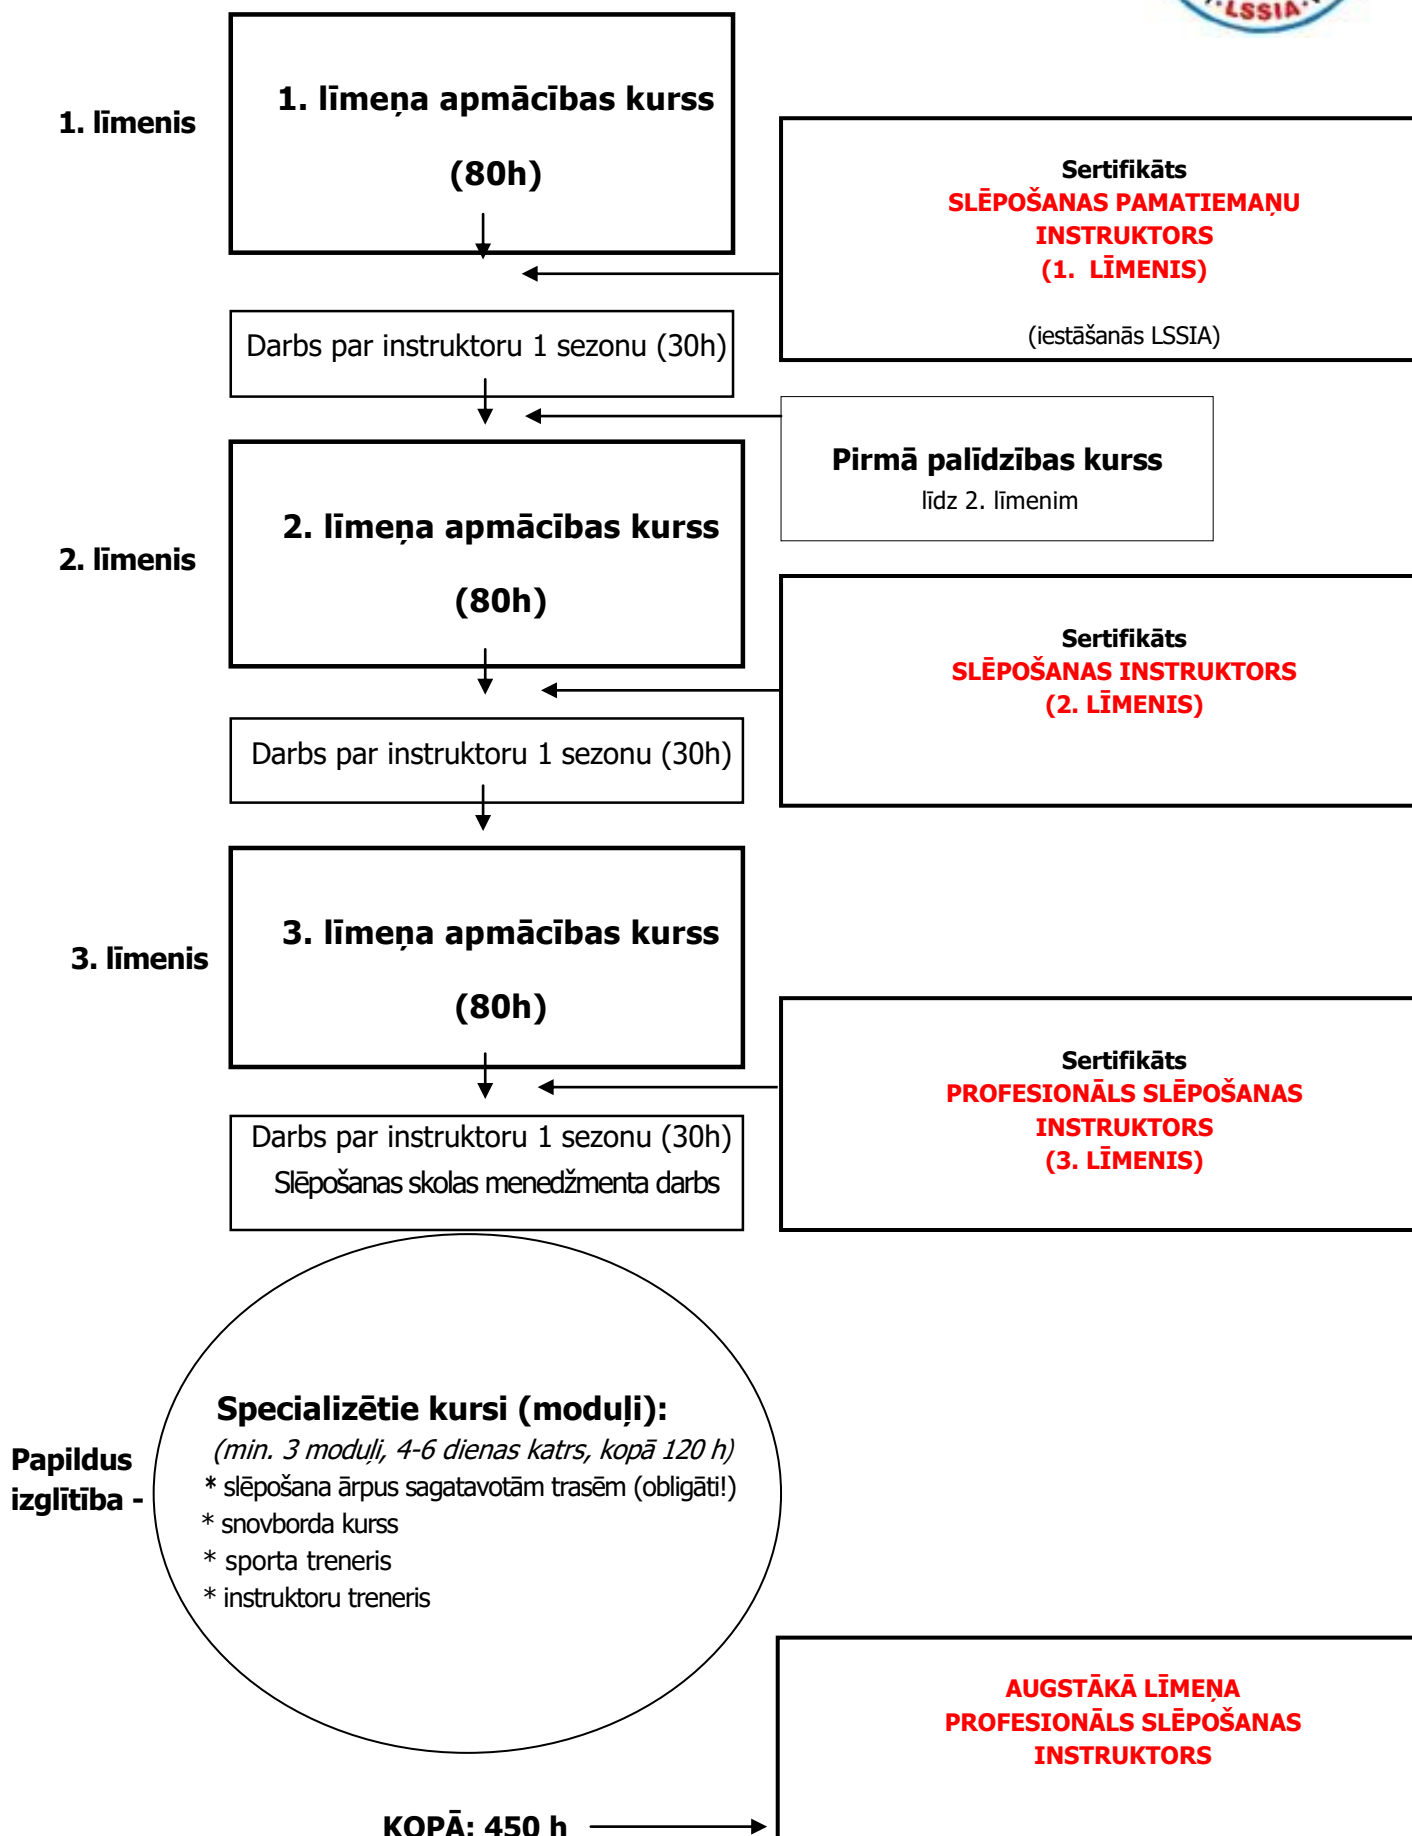 LSSIA
1. līmenis
1. līmeņa apmācības kurss
(80h)
Sertifikāts
SLĒPOŠANAS PAMATIEMAŅU
INSTRUKTORS
(1. LĪMENIS)
(iestāšanās LSSIA)
Darbs par instruktoru 1 sezonu (30h)
Pirmā palīdzības kurss
līdz 2. līmenim
2. līmenis
2. līmeņa apmācības kurss
(80h)
Sertifikāts
SLĒPOŠANAS INSTRUKTORS
(2. LĪMENIS)
Darbs par instruktoru 1 sezonu (30h)
3. līmenis
3. līmeņa apmācības kurss
(80h)
Sertifikāts
PROFESIONĀLS SLĒPOŠANAS
INSTRUKTORS
(3. LĪMENIS)
Darbs par instruktoru 1 sezonu (30h)
Slēpošanas skolas menedžmenta darbs
Papildus
izglītība -
Specializētie kursi (moduļi):
(min. 3 moduļi, 4-6 dienas katrs, kopā 120 h)
* slēpošana ārpus sagatavotām trasēm (obligāti!)
* snovborda kurss
* sporta treneris
* instruktoru treneris
AUGSTĀKĀ LĪMEŅA
PROFESIONĀLS SLĒPOŠANAS
INSTRUKTORS
KOPĀ: 450 h